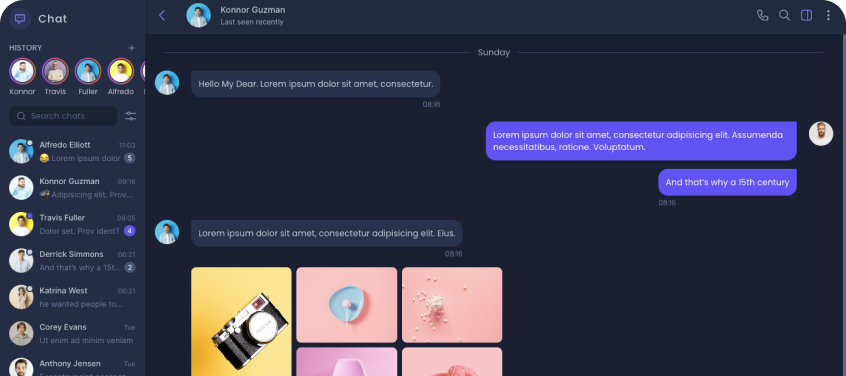 Chat
HISTORY
Konnor
Travis
Fuller
Alfredo
Search chats
Alfredo Elliott 11:03
😂 Lorem ipsum dolor 5
Konnor Guzman 09:16
Adipisicing elit. Prov...
Travis Fuller 08:05
Dolor set. Prov ident? 4
Derrick Simmons 06:21
And that's why a 15t... 2
Katrina West 06:21
he wanted people to...
Corey Evans Tue
Ut enim ad minim veniam
Anthony Jensen Tue
Konnor Guzman
Last seen recently
Sunday
Hello My Dear. Lorem ipsum dolor sit amet, consectetur.
08:16
Lorem ipsum dolor sit amet, consectetur adipisicing elit. Assumenda
necessitatibus, ratione. Voluptatum.
And that's why a 15th century
08:16
Lorem ipsum dolor sit amet, consectetur adipisicing elit. Eius.
08:16